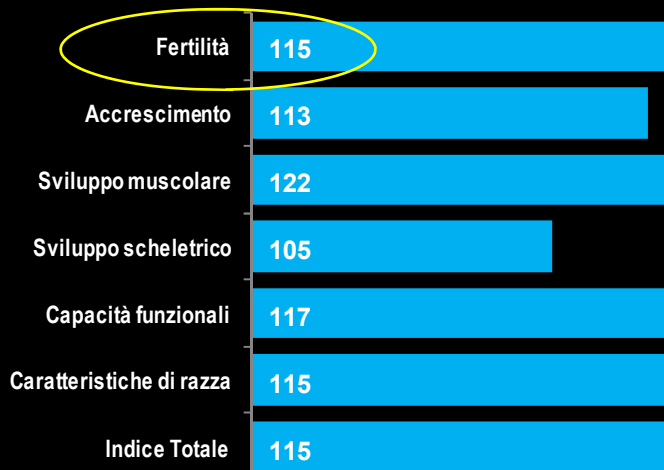 Fertilità 115
Accrescimento 113
Sviluppo muscolare 122
Sviluppo scheletrico 105
Capacità funzionali 117
Caratteristiche di razza 115
Indice Totale 115